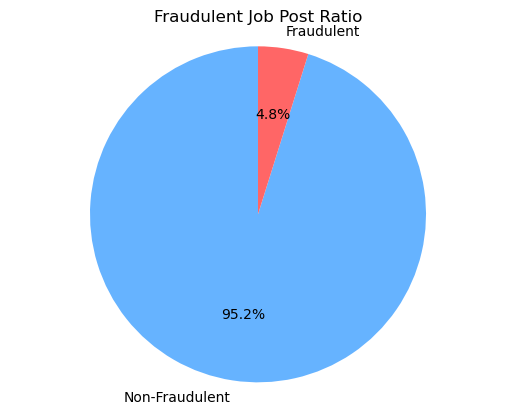 Fraudulent Job Post Ratio
Fraudulent
4.8%
95.2%
Non-Fraudulent